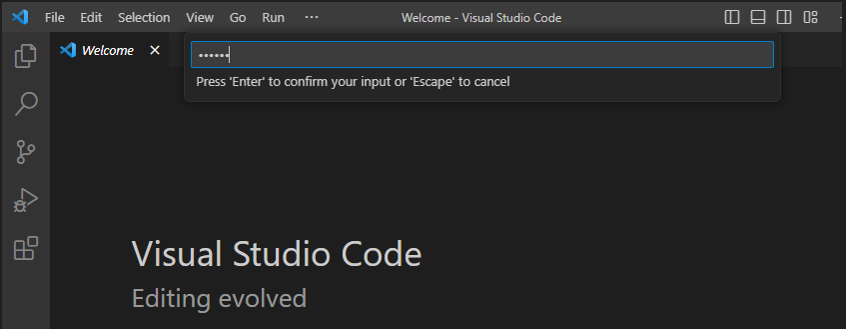 File Edit Selection View Go Run ··· Welcome - Visual Studio Code
Welcome
••••••
Press 'Enter' to confirm your input or 'Escape' to cancel
Visual Studio Code
Editing evolved